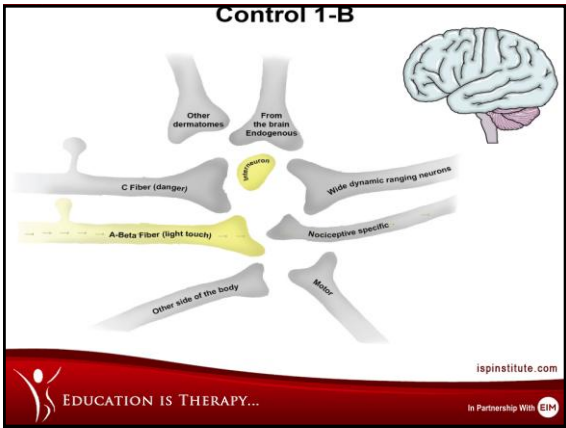 Control 1-B
Other
dermatomes
From
the brain
Endogenous
Interneuron
C Fiber (danger)
Wide dynamic ranging neurons
A-Beta Fiber (light touch)
Nociceptive specific
Other side of the body
Motor
ispinstitute.com
EDUCATION IS THERAPY...
In Partnership With EIM